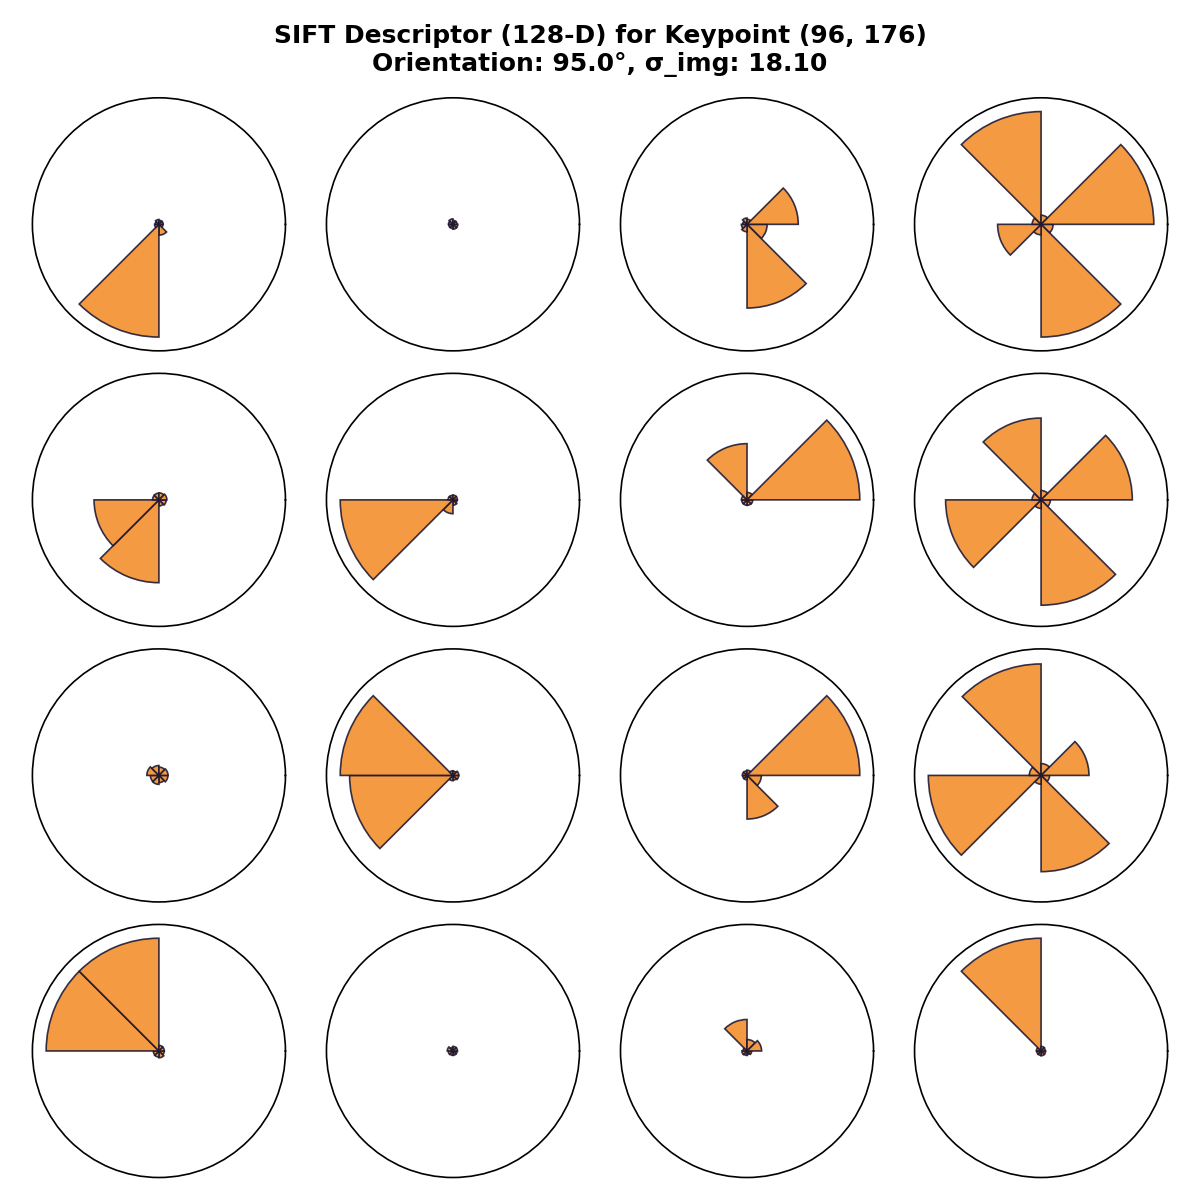 SIFT Descriptor (128-D) for Keypoint (96, 176)
Orientation: 95.0°, σ_img: 18.10